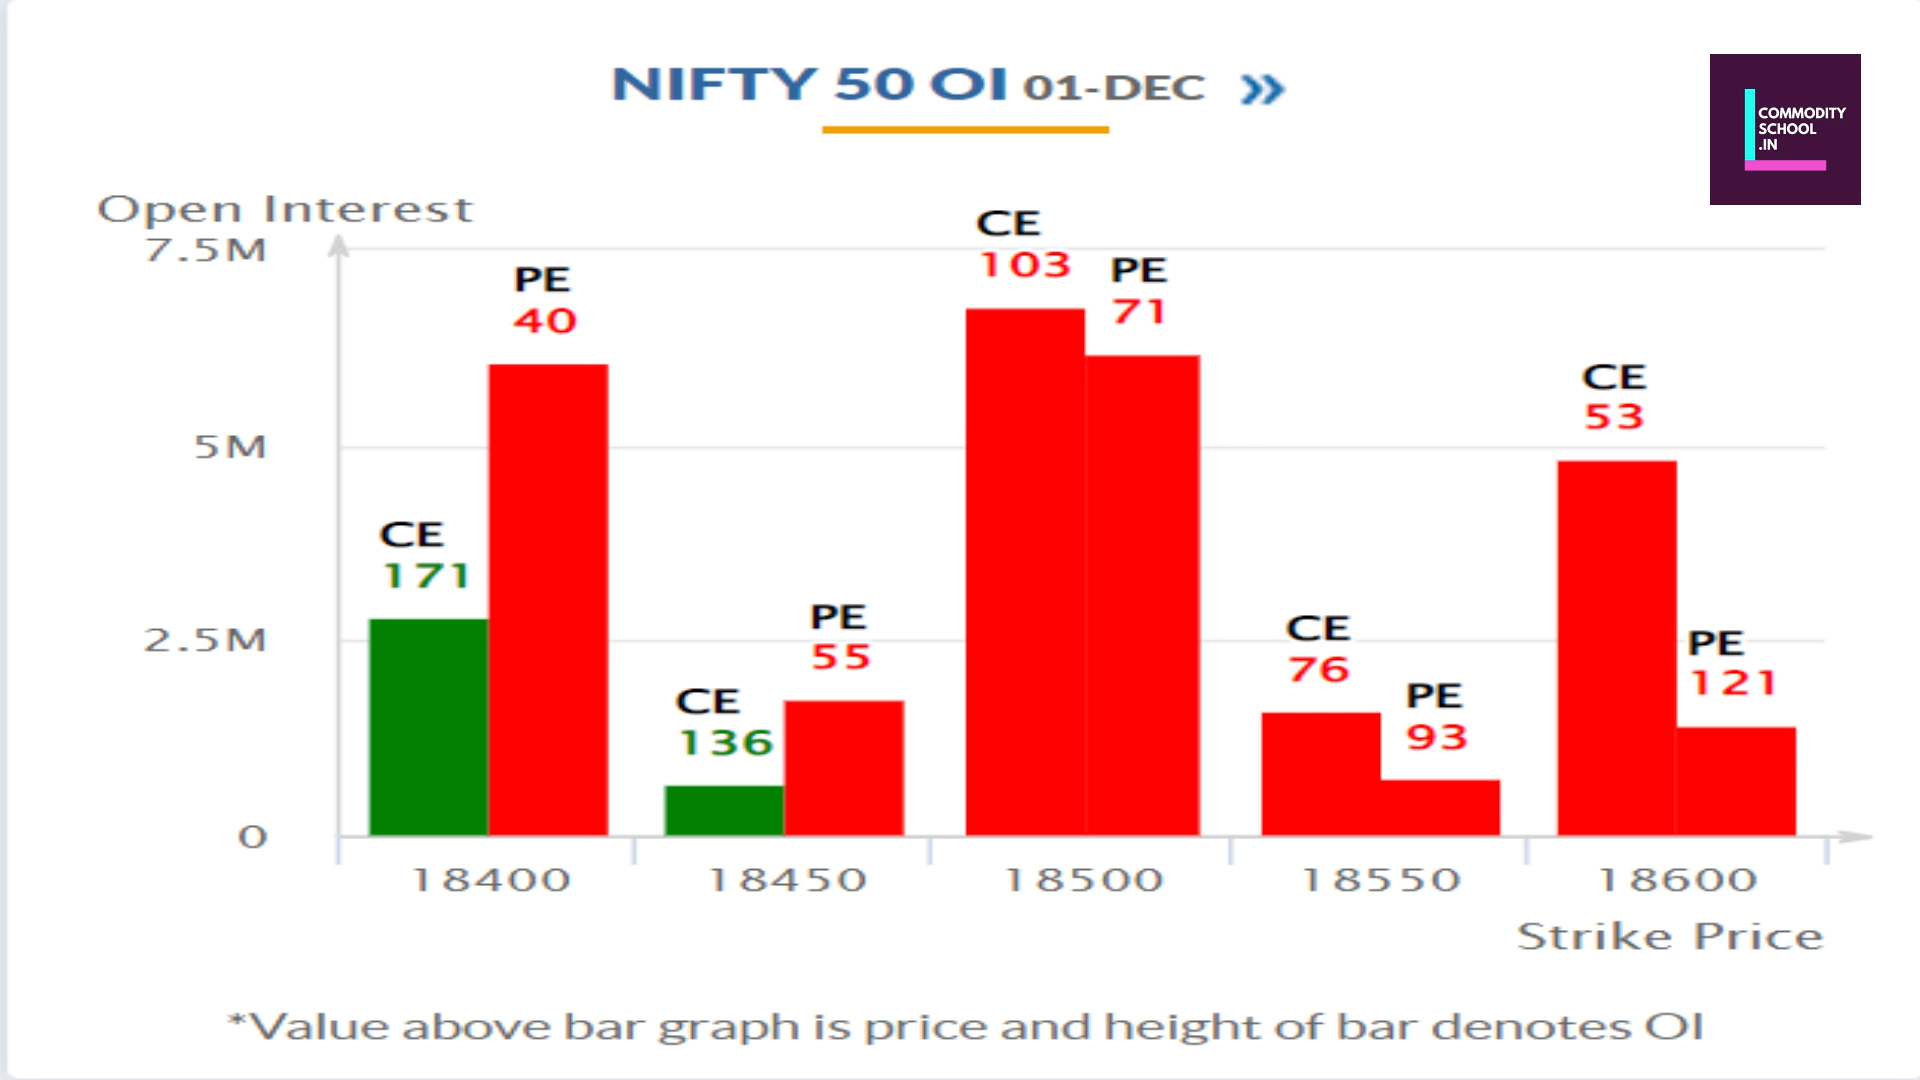 NIFTY 50 OI 01-DEC »
COMMODITY
SCHOOL
.IN
Open Interest
7.5M
5M
2.5M
0
CE
171
PE
40
CE
136
PE
55
CE
103
PE
71
CE
76
PE
93
CE
53
PE
121
18400 18450 18500 18550 18600
Strike Price
*Value above bar graph is price and height of bar denotes OI